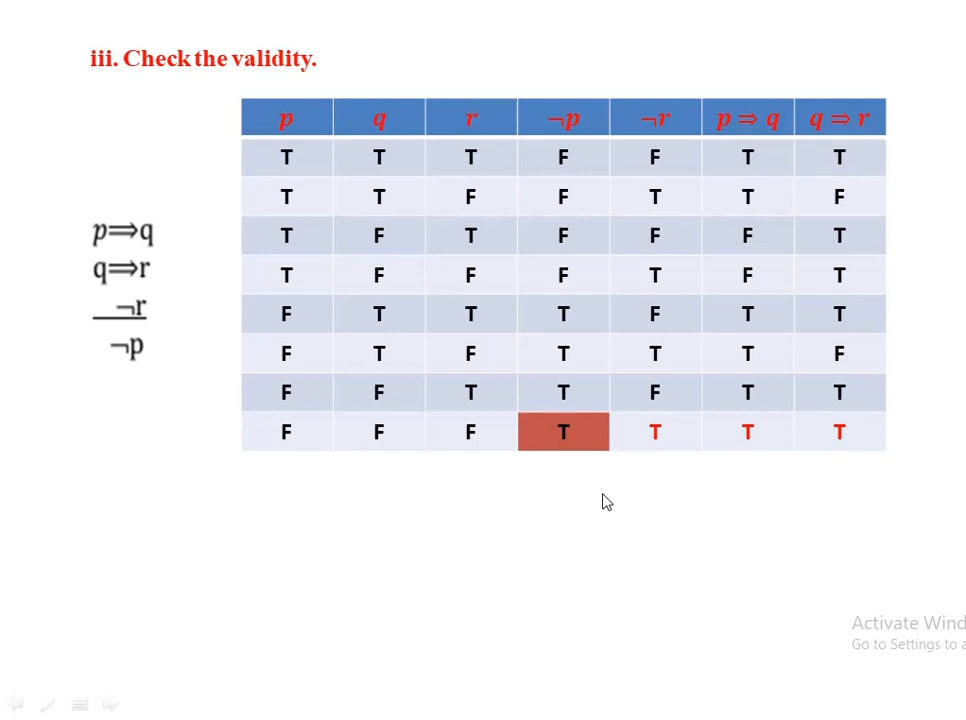 iii. Check the validity.
p q r ¬p ¬r p ⇒ q q ⇒ r
T T T F F T T
T T F F T T F
T F T F F F T
T F F F T F T
F T T T F T T
F T F T T T F
F F T T F T T
F F F T T T T
p⟹q
q⟹r
¬r
¬p
Activate Wind
Go to Settings to a